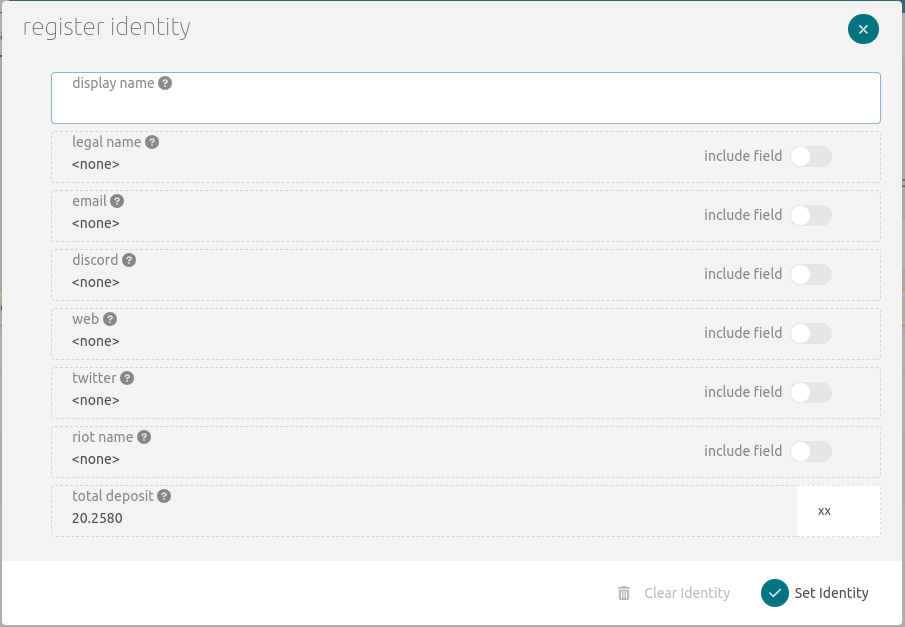 register identity
display name
legal name
<none>
include field
email
<none>
include field
discord
<none>
include field
web
<none>
include field
twitter
<none>
include field
riot name
<none>
include field
total deposit
20.2580
xx
Clear Identity
Set Identity